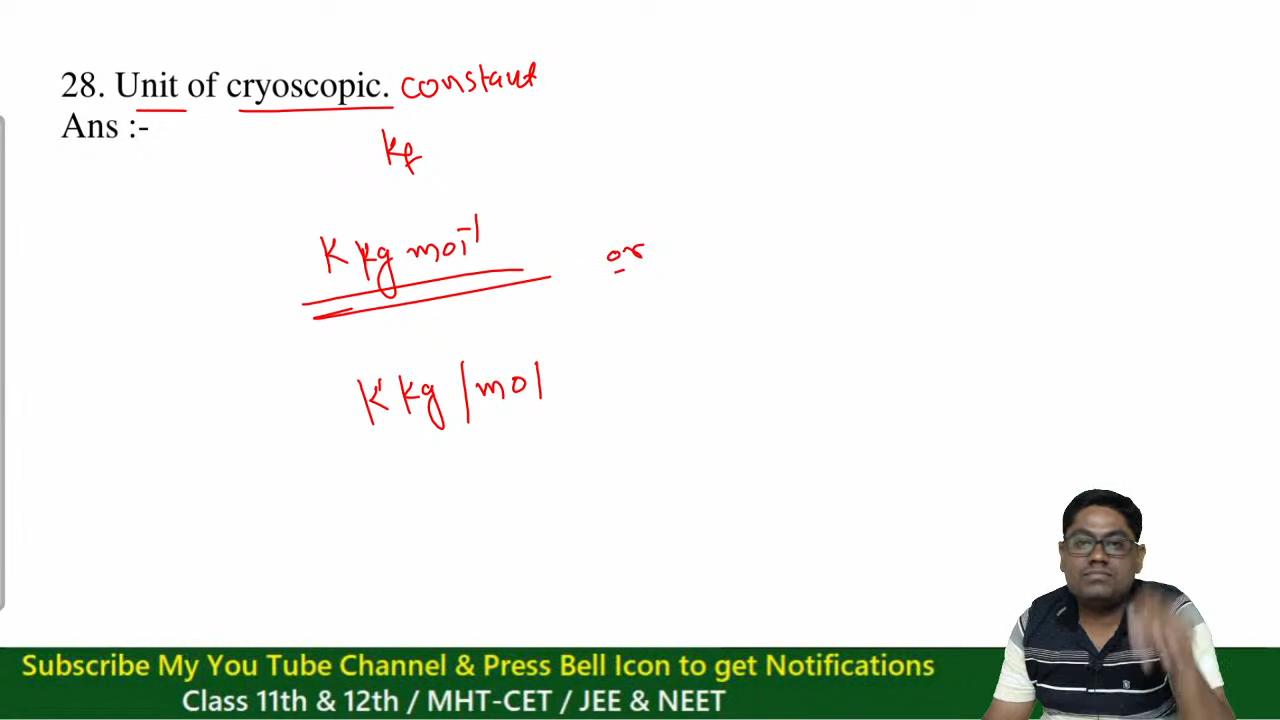 28. Unit of cryoscopic. constant
Ans :-
Kf
K kg mol⁻¹ or
K kg / mol
Subscribe My You Tube Channel & Press Bell Icon to get Notifications
Class 11th & 12th / MHT-CET / JEE & NEET